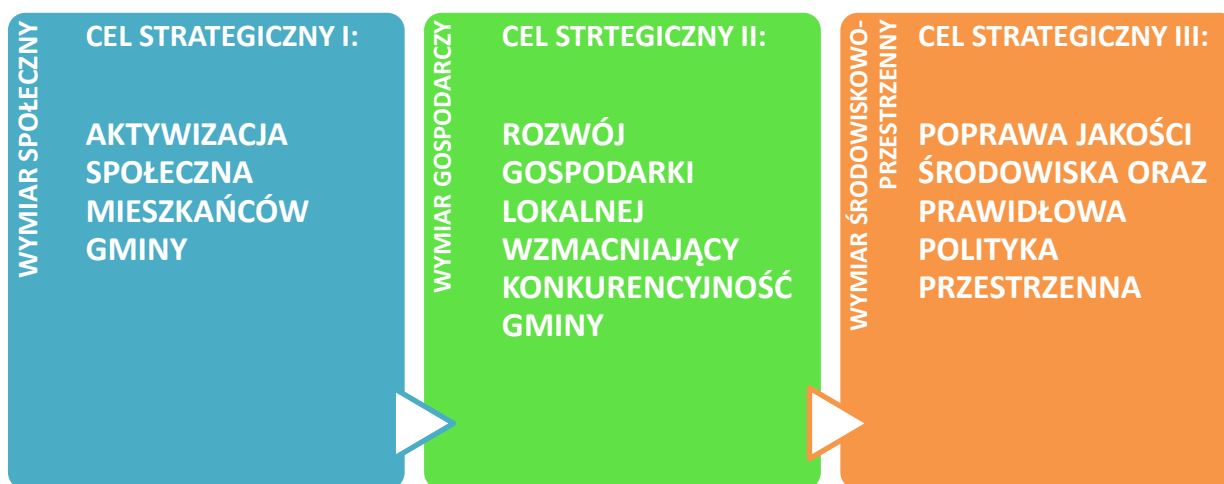 WYMIAR SPOŁECZNY
CEL STRATEGICZNY I:
AKTYWIZACJA
SPOŁECZNA
MIESZKAŃCÓW
GMINY
WYMIAR GOSPODARCZY
CEL STRTEGICZNY II:
ROZWÓJ
GOSPODARKI
LOKALNEJ
WZMACNIAJĄCY
KONKURENCYJNOŚĆ
GMINY
WYMIAR ŚRODOWISKOWO-
PRZESTRZENNY
CEL STRATEGICZNY III:
POPRAWA JAKOŚCI
ŚRODOWISKA ORAZ
PRAWIDŁOWA
POLITYKA
PRZESTRZENNA